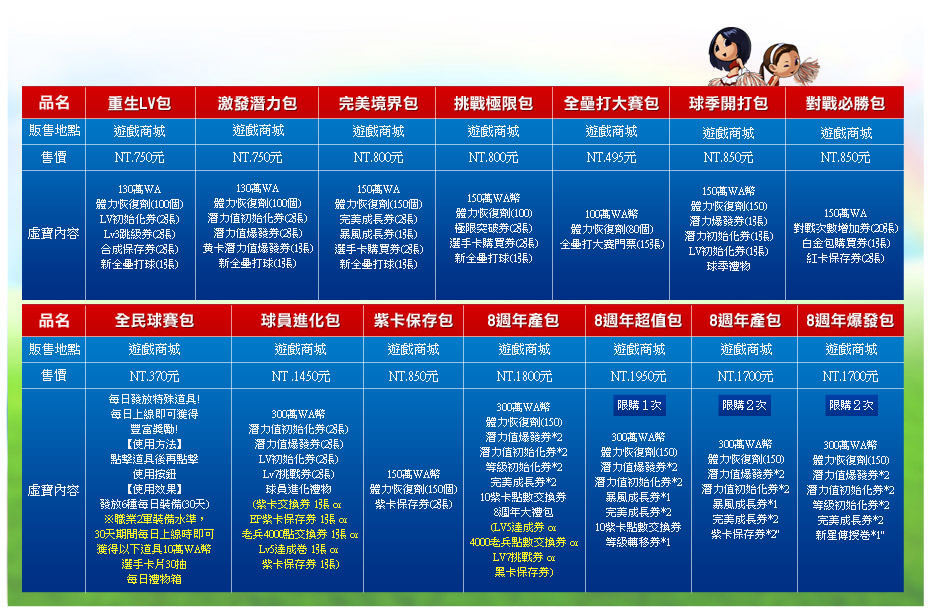 品名 重生LV包 激發潛力包 完美境界包 挑戰極限包 全壘打大賽包 球季開打包 對戰必勝包
販售地點 遊戲商城 遊戲商城 遊戲商城 遊戲商城 遊戲商城 遊戲商城 遊戲商城
售價 NT.750元 NT.750元 NT.800元 NT.800元 NT.495元 NT.850元 NT.850元
虛寶內容
130萬WA
體力恢復劑(100個)
LV初始化券(2張)
Lv3跳級券(2張)
合成保存券(2張)
新全壘打球(1張)
130萬WA
體力恢復劑(100個)
潛力值初始化券(2張)
潛力值爆發券(2張)
黃卡潛力值爆發券(1張)
新全壘打球(1張)
150萬WA
體力恢復劑(150個)
完美成長券(2張)
暴風成長券(1張)
選手卡購買券(2張)
新全壘打球(1張)
150萬WA幣
體力恢復劑(100)
極限突破券(2張)
選手卡購買券(2張)
新全壘打球(1張)
100萬WA幣
體力恢復劑(80個)
全壘打大賽門票(15張)
150萬WA幣
體力恢復劑(150)
潛力爆發券(1張)
潛力初始化券(1張)
LV初始化券(1張)
球季禮物
150萬WA
對戰次數增加券(20張)
白金包購買券(1張)
紅卡保存券(2張)
品名 全民球賽包 球員進化包 紫卡保存包 8週年產包 8週年超值包 8週年產包 8週年爆發包
販售地點 遊戲商城 遊戲商城 遊戲商城 遊戲商城 遊戲商城 遊戲商城 遊戲商城
售價 NT.370元 NT .1450元 NT.850元 NT.1800元 NT.1950元 NT.1700元 NT.1700元
虛寶內容
每日發放特殊道具!
每日上線即可獲得
豐富獎勵!
【使用方法】
點擊道具後再點擊
使用按鈕
【使用效果】
發放6種每日裝備(30天)
※職業2軍裝備水準，
30天期間每日上線時即可
獲得以下道具10萬WA幣
選手卡片30抽
每日禮物箱
300萬WA幣
潛力值初始化券(2張)
潛力值爆發券(2張)
LV初始化券(2張)
Lv7挑戰券(2張)
球員進化禮物
(紫卡交換券 1張 or
EP紫卡保存券 1張 or
老兵4000點交換券 1張 or
Lv5達成卷 1張 or
紫卡保存券 1張)
150萬WA幣
體力恢復劑(150個)
紫卡保存券(2張)
300萬WA幣
體力恢復劑(150)
潛力值爆發券*2
潛力值初始化券*2
等級初始化券*2
完美成長券*2
10紫卡點數交換券
8週年大禮包
(LV5達成券 or
4000老兵點數交換券 or
LV7挑戰券 or
黑卡保存券)
限購１次
300萬WA幣
體力恢復劑(150)
潛力值爆發券*2
潛力值初始化券*2
暴風成長券*1
完美成長券*2
10紫卡點數交換券
等級轉移券*1
限購２次
300萬WA幣
體力恢復劑(150)
潛力值爆發券*2
潛力值初始化券*2
暴風成長券*1
完美成長券*2
紫卡保存券*2"
限購２次
300萬WA幣
體力恢復劑(150)
潛力值爆發券*2
潛力值初始化券*2
等級初始化券*2
完美成長券*2
新星傳授卷*1"